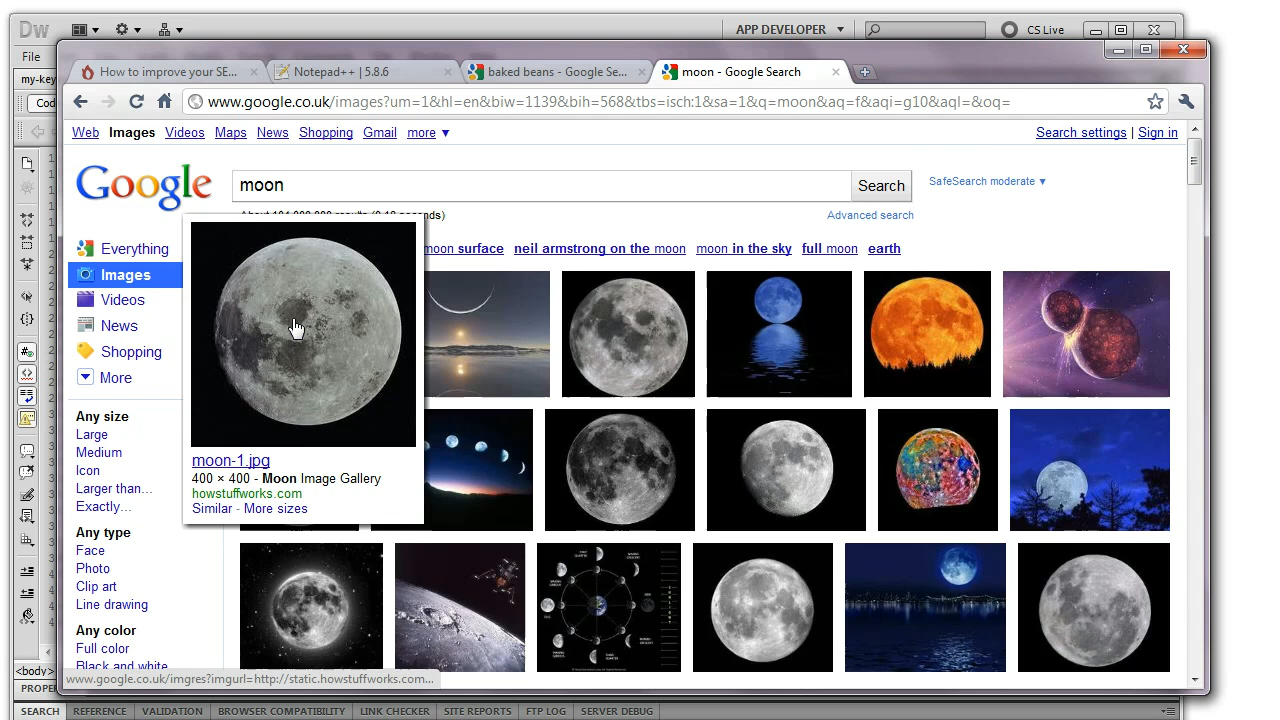 Dw
APP DEVELOPER
CS Live
File
How to improve your SE...
Notepad++ | 5.8.6
baked beans - Google Se...
moon - Google Search
my-key
www.google.co.uk/images?um=1&hl=en&biw=1139&bih=568&tbs=isch:1&sa=1&q=moon&aq=f&aqi=g10&aql=&oq=
Web Images Videos Maps News Shopping Gmail more ▼
Search settings | Sign in
Google
moon
Search
SafeSearch moderate ▼
Advanced search
moon surface neil armstrong on the moon moon in the sky full moon earth
Everything
Images
Videos
News
Shopping
More
Any size
Large
Medium
Icon
Larger than...
Exactly...
Any type
Face
Photo
Clip art
Line drawing
Any color
Full color
Black and white
moon-1.jpg
400 × 400 - Moon Image Gallery
howstuffworks.com
Similar - More sizes
www.google.co.uk/imgres?imgurl=http://static.howstuffworks.com...
<body>
SEARCH REFERENCE VALIDATION BROWSER COMPATIBILITY LINK CHECKER SITE REPORTS FTP LOG SERVER DEBUG